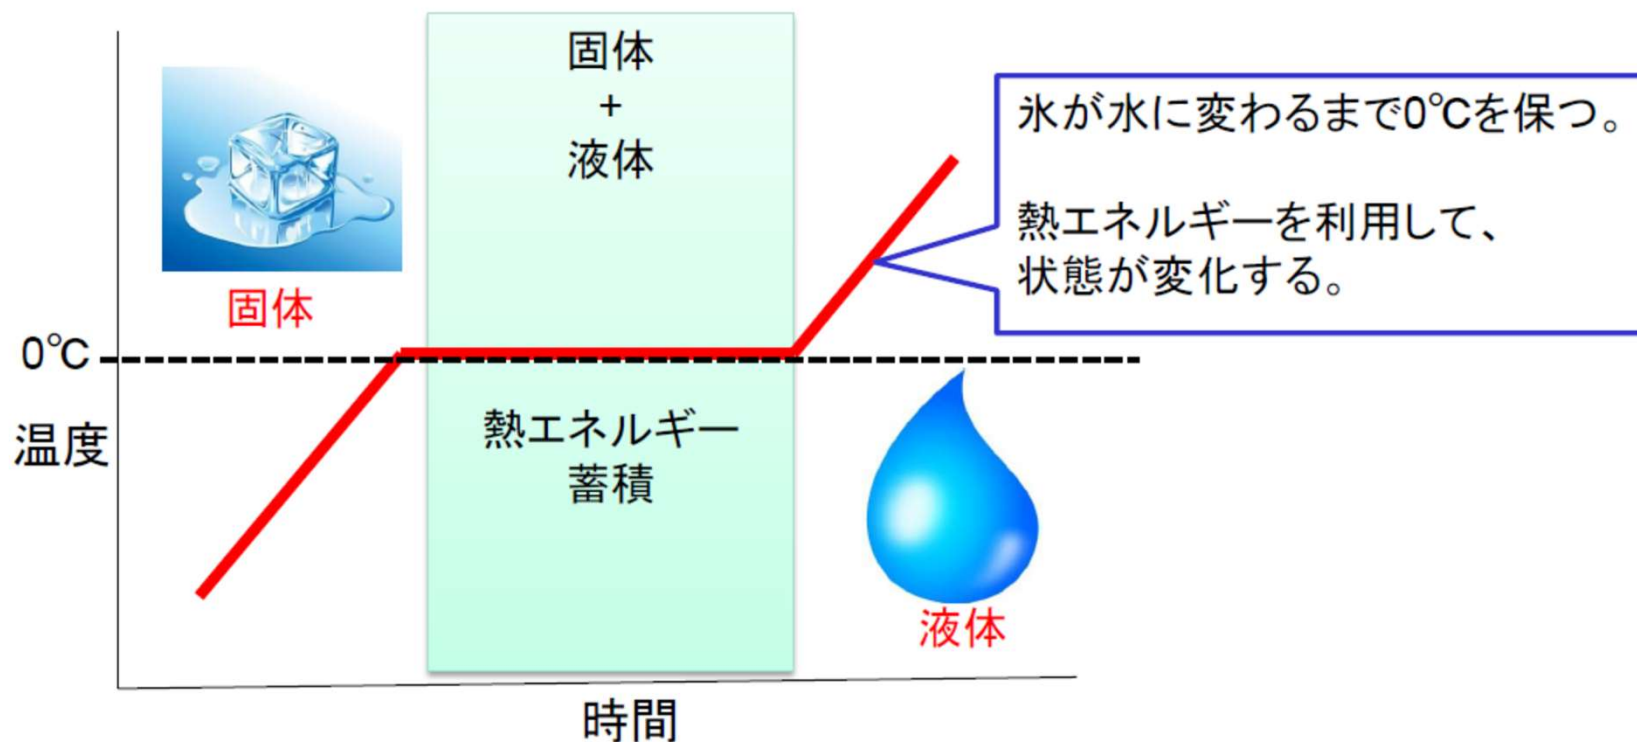 固体
+
液体
氷が水に変わるまで0℃を保つ。
熱エネルギーを利用して、
状態が変化する。
固体
0℃
温度
熱エネルギー
蓄積
液体
時間